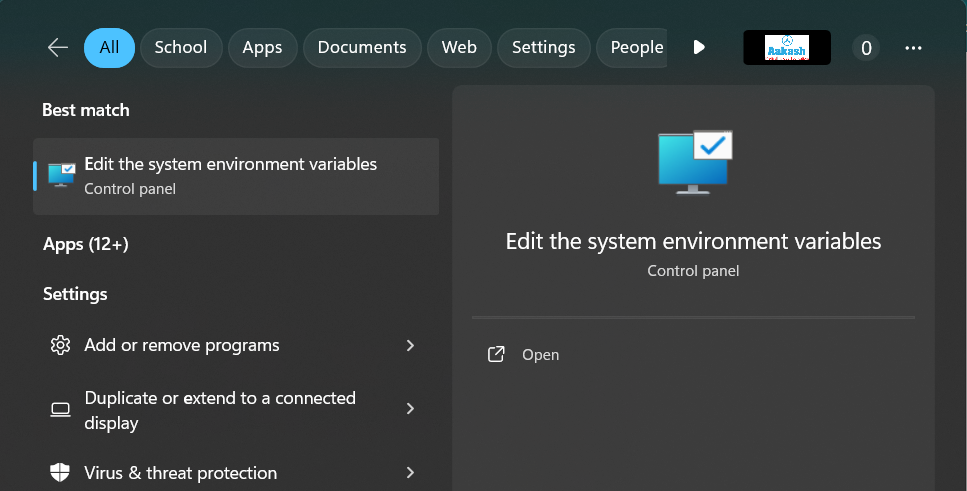 All
School
Apps
Documents
Web
Settings
People
Aakash
0
Best match
Edit the system environment variables
Control panel
Apps (12+)
Settings
Add or remove programs
Duplicate or extend to a connected
display
Virus & threat protection
Edit the system environment variables
Control panel
Open